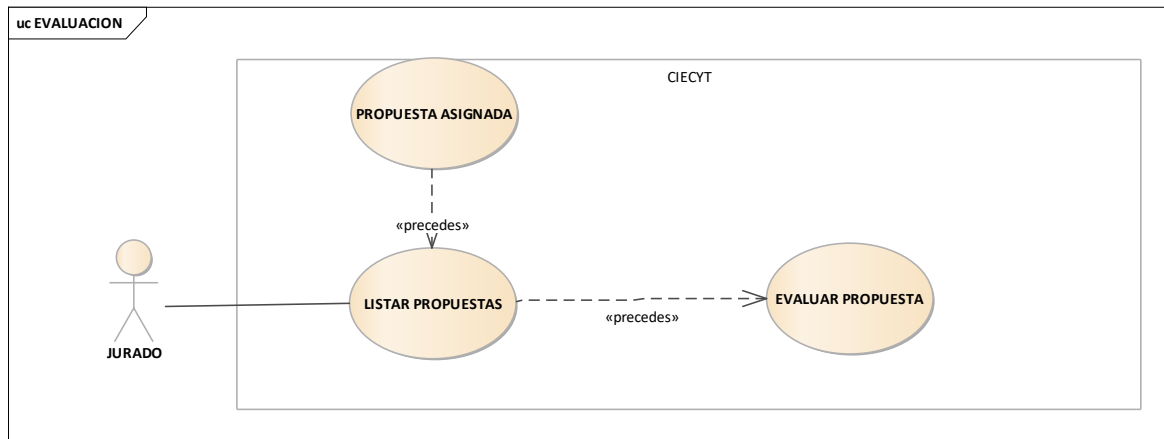 uc EVALUACION
CIECYT
PROPUESTA ASIGNADA
«precedes»
LISTAR PROPUESTAS
EVALUAR PROPUESTA
«precedes»
JURADO